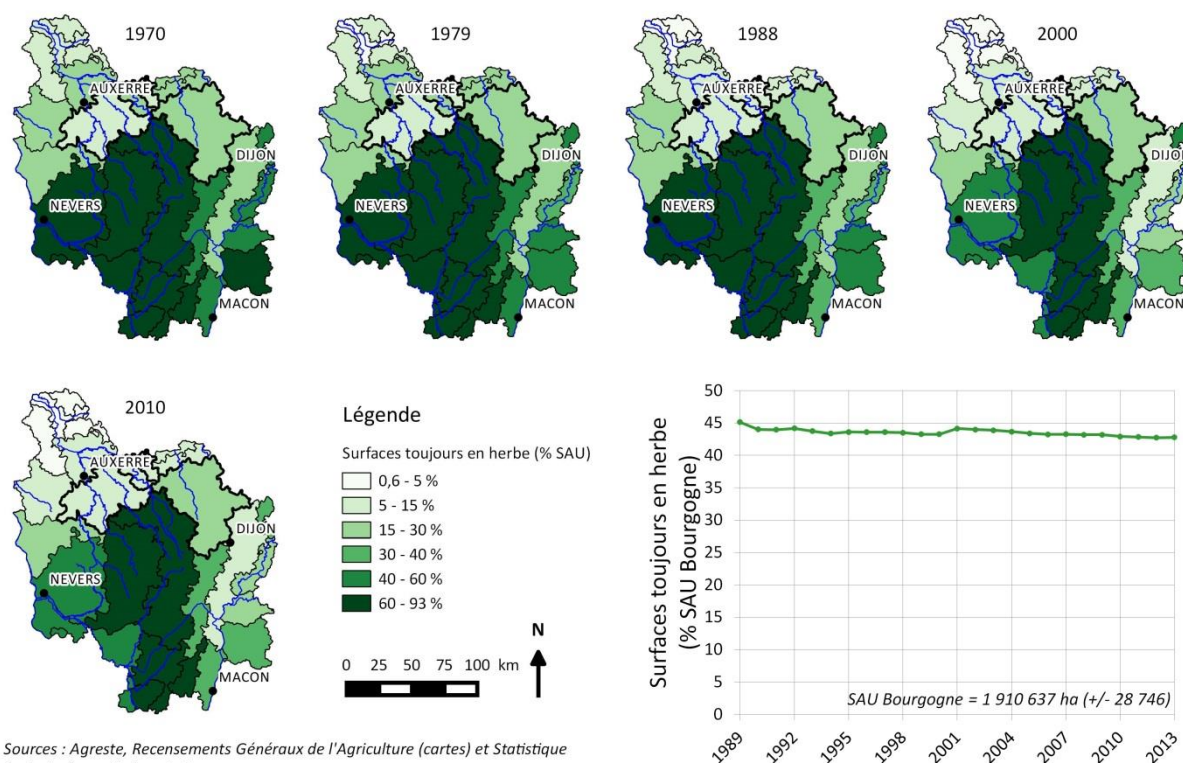 1970
AUXERRE
DIJON
NEVERS
MACON
1979
AUXERRE
DIJON
NEVERS
MACON
1988
AUXERRE
DIJON
NEVERS
MACON
2000
AUXERRE
DIJON
NEVERS
MACON
2010
AUXERRE
DIJON
NEVERS
MACON
Légende
Surfaces toujours en herbe (% SAU)
0,6 - 5 %
5 - 15 %
15 - 30 %
30 - 40 %
40 - 60 %
60 - 93 %
N
0 25 50 75 100 km
Surfaces toujours en herbe
(% SAU Bourgogne)
50
45
40
35
30
25
20
15
10
5
0
SAU Bourgogne = 1 910 637 ha (+/- 28 746)
1989 1992 1995 1998 2001 2004 2007 2010 2013
Sources : Agreste, Recensements Généraux de l'Agriculture (cartes) et Statistique